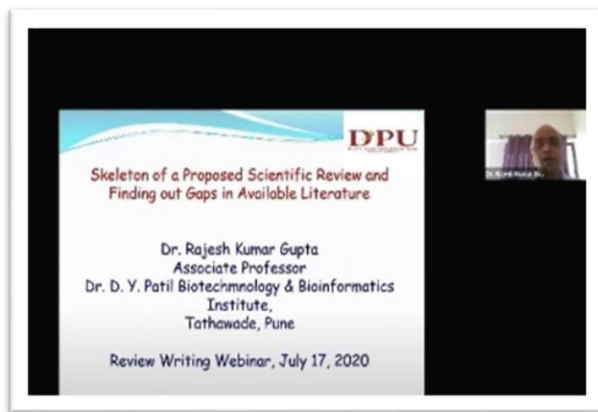 DPU
Skeleton of a Proposed Scientific Review and
Finding out Gaps in Available Literature
Dr. Rajesh Kumar Gupta
Associate Professor
Dr. D. Y. Patil Biotechmnology & Bioinformatics
Institute,
Tathawade, Pune
Review Writing Webinar, July 17, 2020